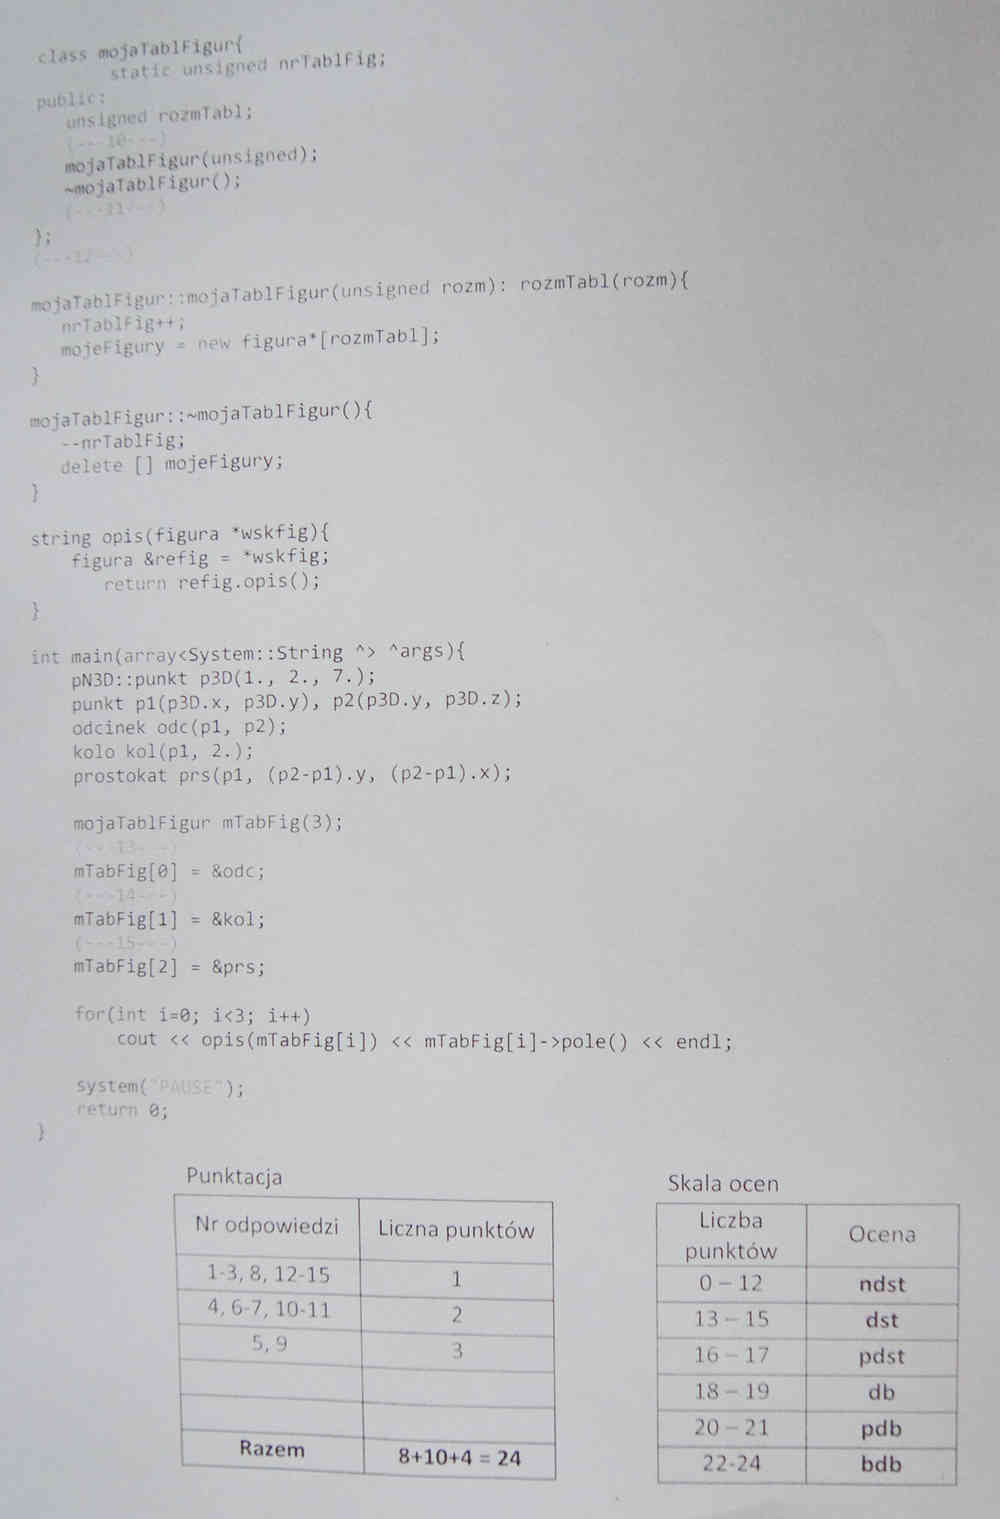 class mojaTablFigur{
static unsigned nrTablFig;
public:
unsigned rozmTabl;
(---10---)
mojaTablFigur(unsigned);
~mojaTablFigur();
(---11---)
};
(---12---)
mojaTablFigur::mojaTablFigur(unsigned rozm): rozmTabl(rozm){
nrTablFig++;
mojeFigury = new figura*[rozmTabl];
}
mojaTablFigur::~mojaTablFigur(){
--nrTablFig;
delete [] mojeFigury;
}
string opis(figura *wskfig){
figura &refig = *wskfig;
return refig.opis();
}
int main(array<System::String ^> ^args){
pN3D::punkt p3D(1., 2., 7.);
punkt p1(p3D.x, p3D.y), p2(p3D.y, p3D.z);
odcinek odc(p1, p2);
kolo kol(p1, 2.);
prostokat prs(p1, (p2-p1).y, (p2-p1).x);
mojaTablFigur mTabFig(3);
(---13---)
mTabFig[0] = &odc;
(---14---)
mTabFig[1] = &kol;
(---15---)
mTabFig[2] = &prs;
for(int i=0; i<3; i++)
cout << opis(mTabFig[i]) << mTabFig[i]->pole() << endl;
system("PAUSE");
return 0;
}
Punktacja
Nr odpowiedzi Liczna punktów
1-3, 8, 12-15 1
4, 6-7, 10-11 2
5, 9 3
Razem 8+10+4 = 24
Skala ocen
Liczba punktów Ocena
0 – 12 ndst
13 – 15 dst
16 – 17 pdst
18 – 19 db
20 – 21 pdb
22-24 bdb